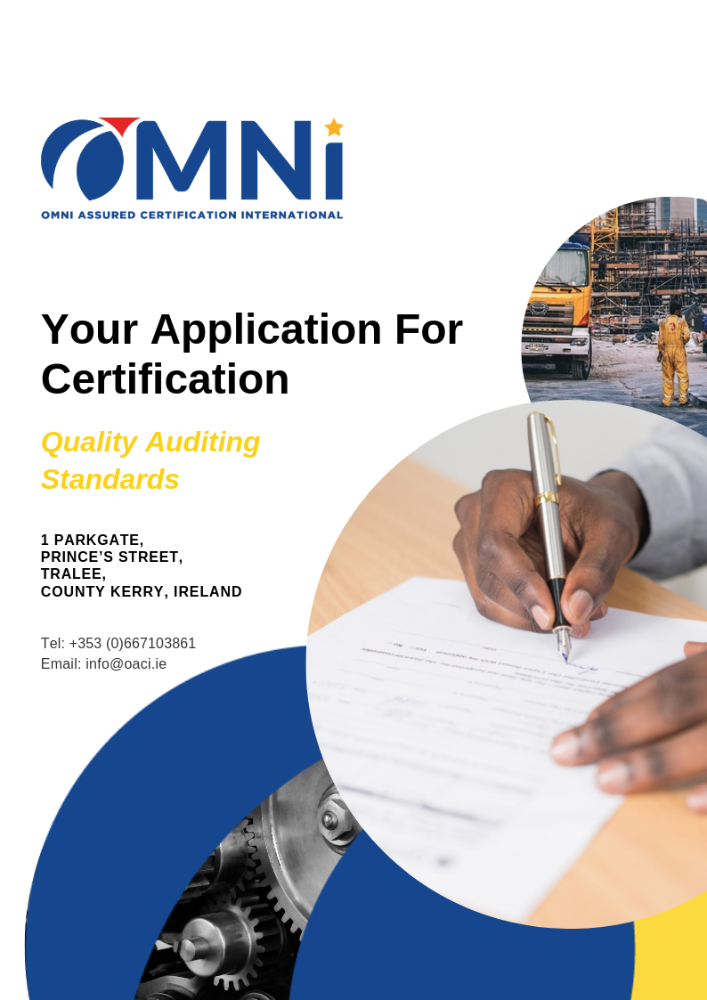 OMNi
OMNI ASSURED CERTIFICATION INTERNATIONAL
Your Application For
Certification
Quality Auditing
Standards
1 PARKGATE,
PRINCE’S STREET,
TRALEE,
COUNTY KERRY, IRELAND
Tel: +353 (0)667103861
Email: info@oaci.ie